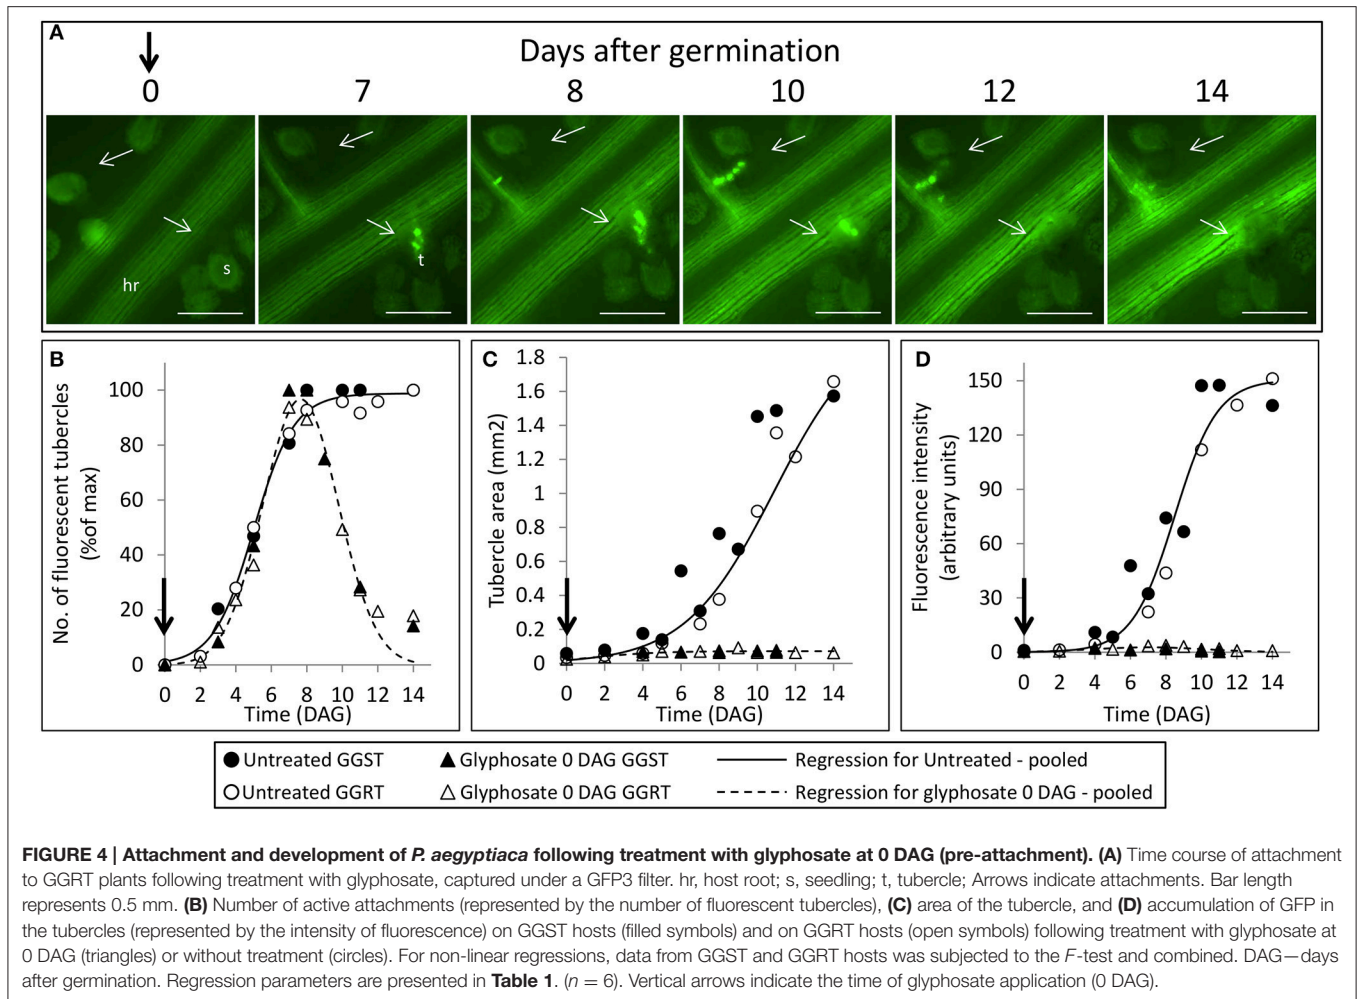 A
Days after germination
0 7 8 10 12 14
hr s t
B
No. of fluorescent tubercles
(%of max)
100
80
60
40
20
0
0 2 4 6 8 10 12 14
Time (DAG)
C
Tubercle area (mm2)
1.8
1.6
1.4
1.2
1
0.8
0.6
0.4
0.2
0
0 2 4 6 8 10 12 14
Time (DAG)
D
Fluorescence intensity
(arbitrary units)
150
120
90
60
30
0
0 2 4 6 8 10 12 14
Time (DAG)
Untreated GGST Glyphosate 0 DAG GGST Regression for Untreated - pooled
Untreated GGRT Glyphosate 0 DAG GGRT Regression for glyphosate 0 DAG - pooled
FIGURE 4 | Attachment and development of P. aegyptiaca following treatment with glyphosate at 0 DAG (pre-attachment). (A) Time course of attachment
to GGRT plants following treatment with glyphosate, captured under a GFP3 filter. hr, host root; s, seedling; t, tubercle; Arrows indicate attachments. Bar length
represents 0.5 mm. (B) Number of active attachments (represented by the number of fluorescent tubercles), (C) area of the tubercle, and (D) accumulation of GFP in
the tubercles (represented by the intensity of fluorescence) on GGST hosts (filled symbols) and on GGRT hosts (open symbols) following treatment with glyphosate at
0 DAG (triangles) or without treatment (circles). For non-linear regressions, data from GGST and GGRT hosts was subjected to the F-test and combined. DAG—days
after germination. Regression parameters are presented in Table 1. (n = 6). Vertical arrows indicate the time of glyphosate application (0 DAG).